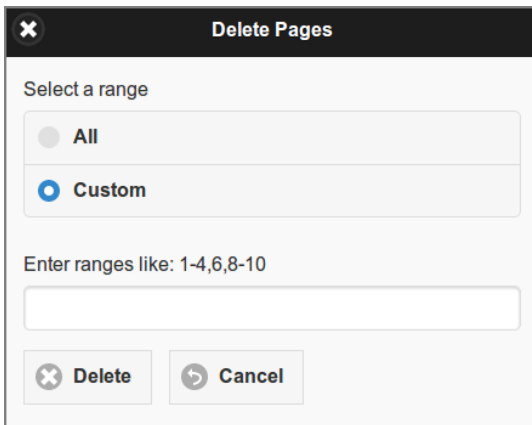 Delete Pages
Select a range
All
Custom
Enter ranges like: 1-4,6,8-10
Delete Cancel